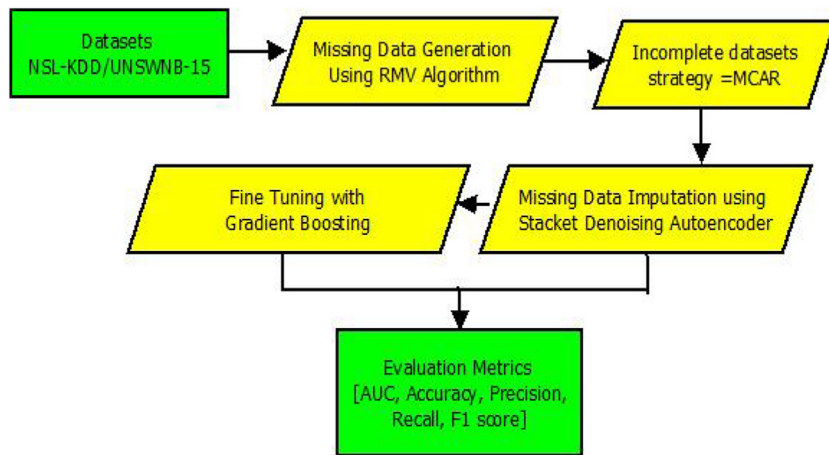 Datasets
NSL-KDD/UNSWNB-15
Missing Data Generation
Using RMV Algorithm
Incomplete datasets
strategy =MCAR
Fine Tuning with
Gradient Boosting
Missing Data Imputation using
Stacket Denoising Autoencoder
Evaluation Metrics
[AUC, Accuracy, Precision,
Recall, F1 score]